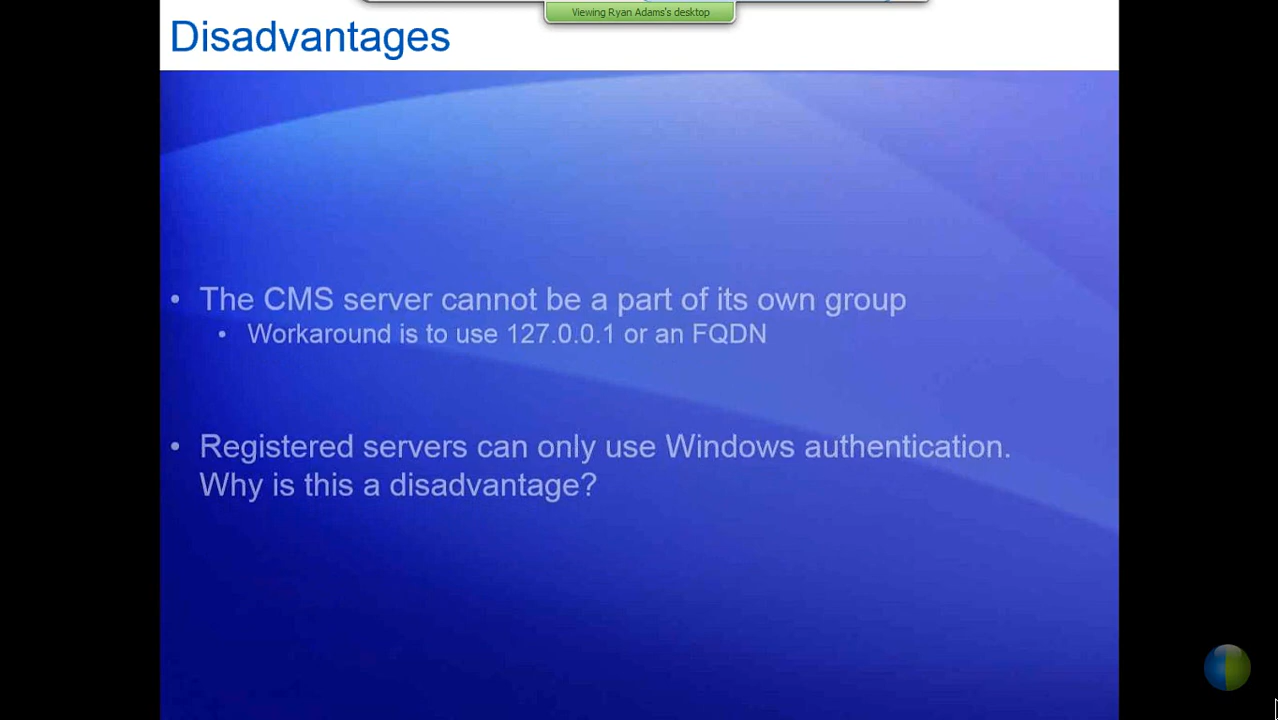 Viewing Ryan Adams's desktop
Disadvantages
• The CMS server cannot be a part of its own group
• Workaround is to use 127.0.0.1 or an FQDN
• Registered servers can only use Windows authentication.
Why is this a disadvantage?